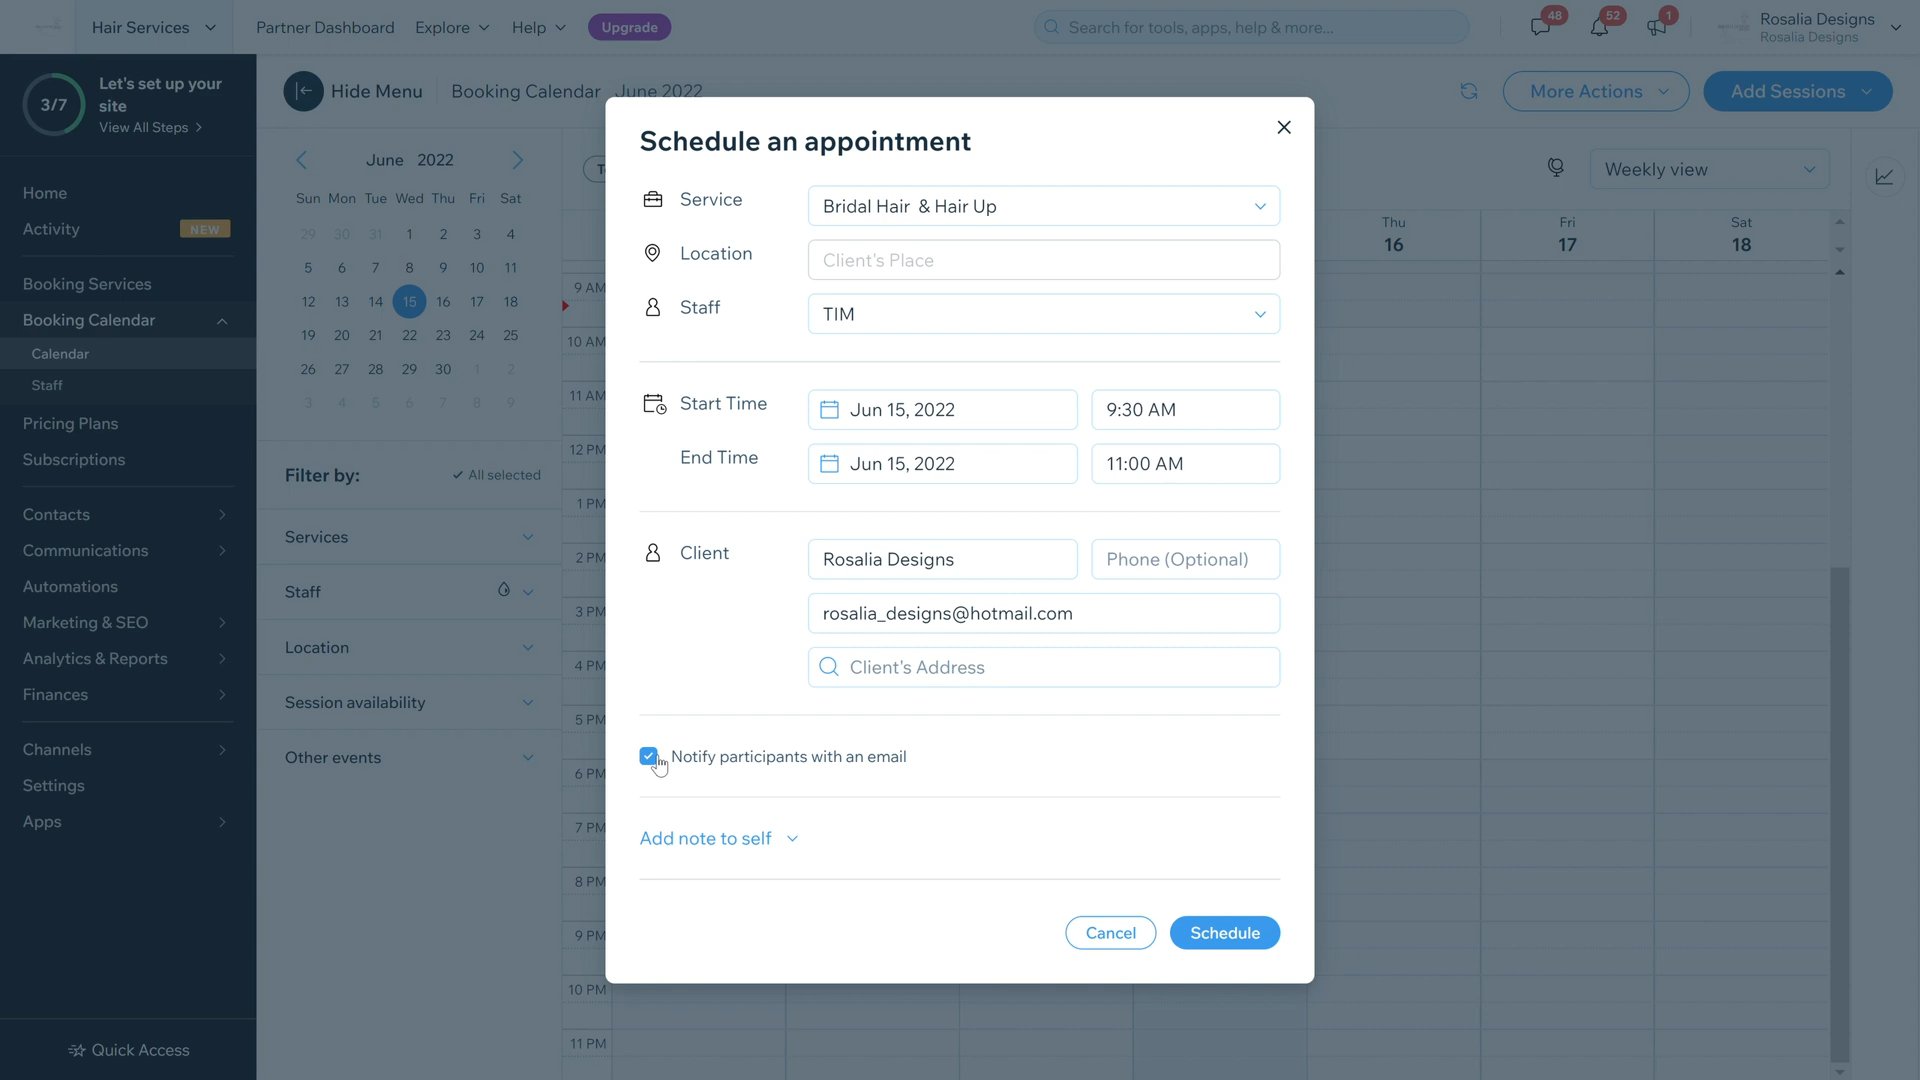 Hair Services
Partner Dashboard
Explore
Help
Upgrade
Search for tools, apps, help & more...
48
52
1
Rosalia Designs
Rosalia Designs
3/7
Let's set up your
site
View All Steps
Home
Activity
NEW
Booking Services
Booking Calendar
Calendar
Staff
Pricing Plans
Subscriptions
Contacts
Communications
Automations
Marketing & SEO
Analytics & Reports
Finances
Channels
Settings
Apps
Quick Access
Hide Menu
Booking Calendar
June 2022
More Actions
Add Sessions
June 2022
Sun Mon Tue Wed Thu Fri Sat
29 30 31 1 2 3 4
5 6 7 8 9 10 11
12 13 14 15 16 17 18
19 20 21 22 23 24 25
26 27 28 29 30 1 2
3 4 5 6 7 8 9
Filter by:
All selected
Services
Staff
Location
Session availability
Other events
Weekly view
Thu
16
Fri
17
Sat
18
9 AM
10 AM
11 AM
12 PM
1 PM
2 PM
3 PM
4 PM
5 PM
6 PM
7 PM
8 PM
9 PM
10 PM
11 PM
Schedule an appointment
Service
Bridal Hair & Hair Up
Location
Client's Place
Staff
TIM
Start Time
Jun 15, 2022
9:30 AM
End Time
Jun 15, 2022
11:00 AM
Client
Rosalia Designs
Phone (Optional)
rosalia_designs@hotmail.com
Client's Address
Notify participants with an email
Add note to self
Cancel
Schedule